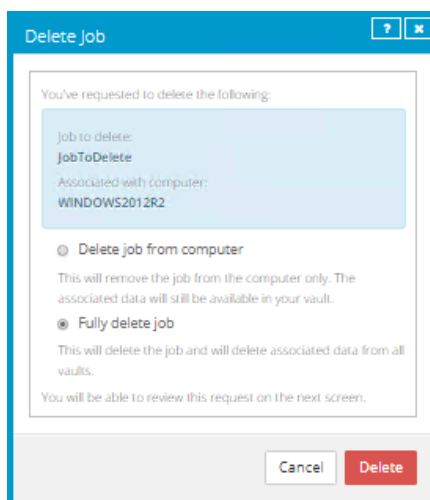 Delete Job
?
x
You've requested to delete the following:
Job to delete:
JobToDelete
Associated with computer:
WINDOWS2012R2
Delete job from computer
This will remove the job from the computer only. The
associated data will still be available in your vault.
Fully delete job
This will delete the job and will delete associated data from all
vaults.
You will be able to review this request on the next screen.
Cancel
Delete